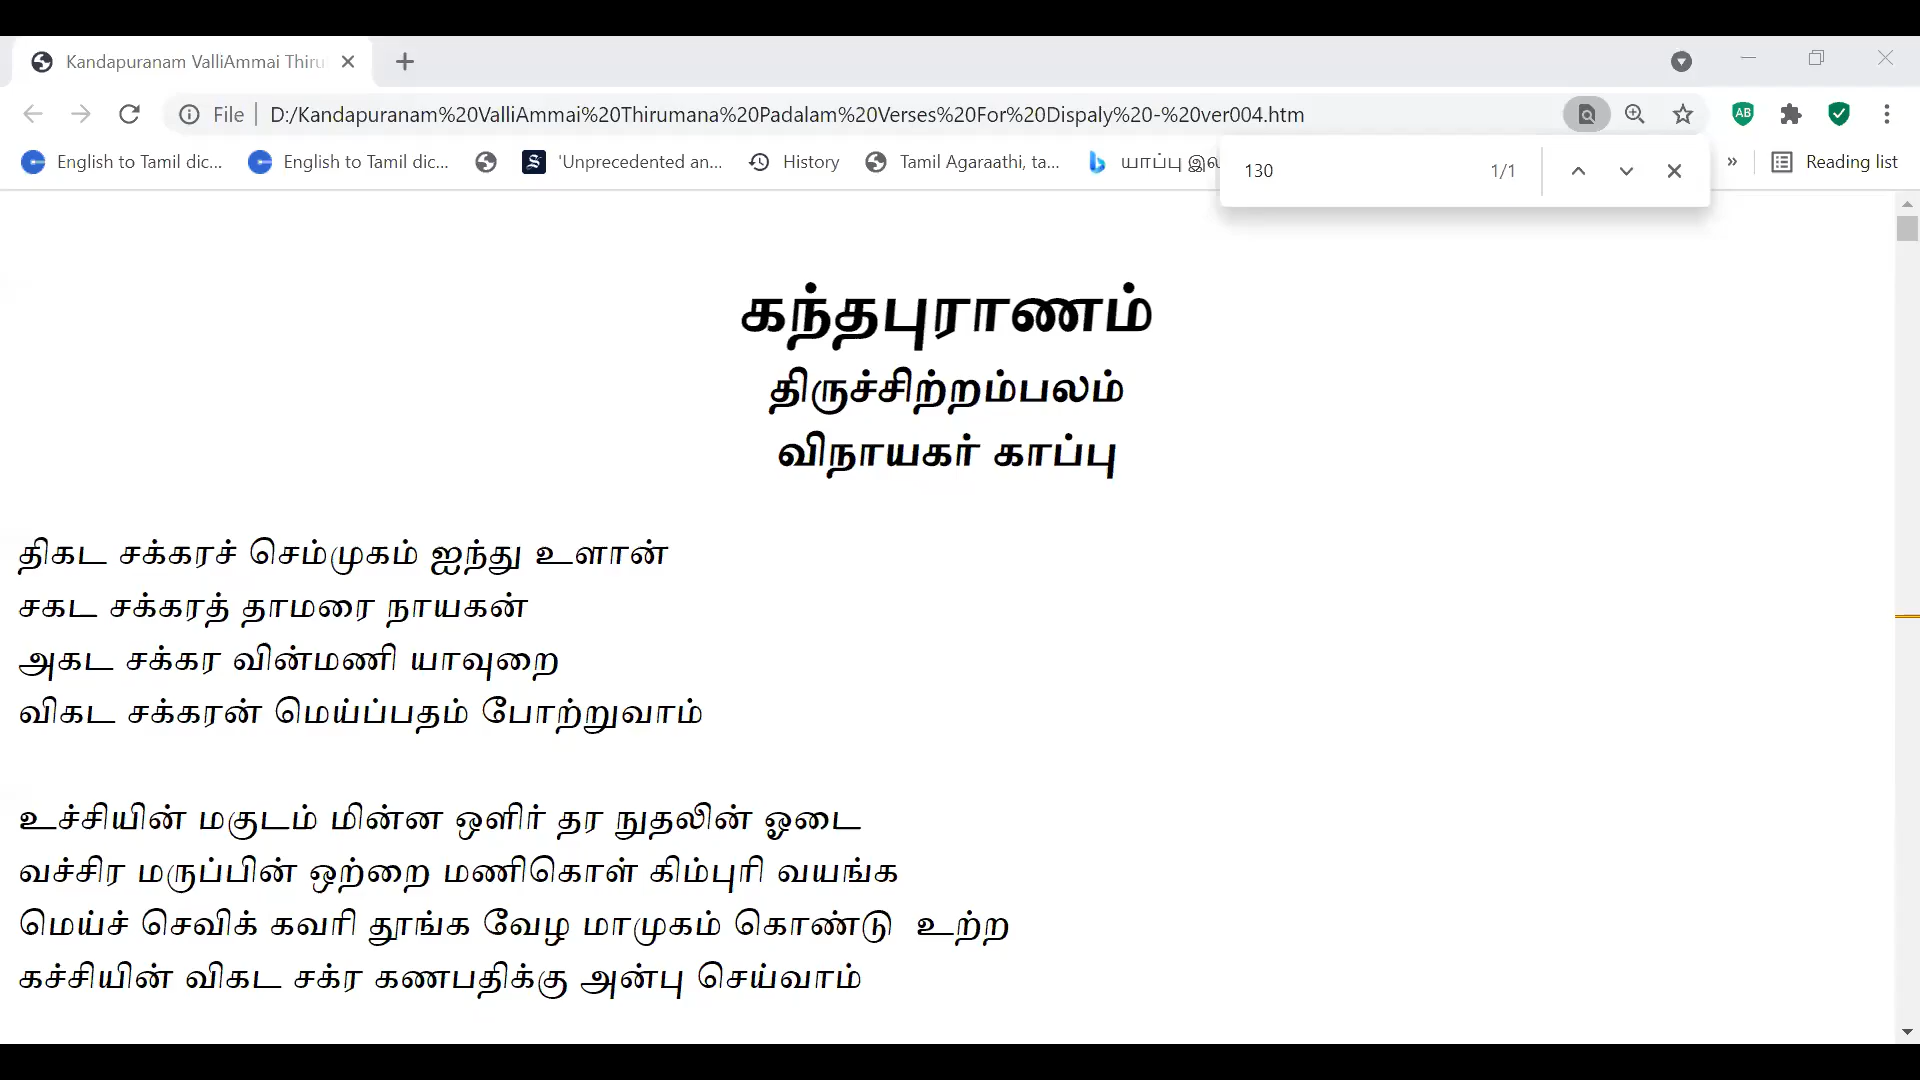 Kandapuranam ValliAmmai Thiru
File
D:/Kandapuranam%20ValliAmmai%20Thirumana%20Padalam%20Verses%20For%20Dispaly%20-%20ver004.htm
AB
English to Tamil dic...
English to Tamil dic...
S
'Unprecedented an...
History
Tamil Agaraathi, ta...
யாப்பு இல
»
Reading list
130
1/1
கந்தபுராணம்
திருச்சிற்றம்பலம்
விநாயகர் காப்பு
திகட சக்கரச் செம்முகம் ஐந்து உளான்
சகட சக்கரத் தாமரை நாயகன்
அகட சக்கர வின்மணி யாவுறை
விகட சக்கரன் மெய்ப்பதம் போற்றுவாம்
உச்சியின் மகுடம் மின்ன ஒளிர் தர நுதலின் ஓடை
வச்சிர மருப்பின் ஒற்றை மணிகொள் கிம்புரி வயங்க
மெய்ச் செவிக் கவரி தூங்க வேழ மாமுகம் கொண்டு உற்ற
கச்சியின் விகட சக்ர கணபதிக்கு அன்பு செய்வாம்